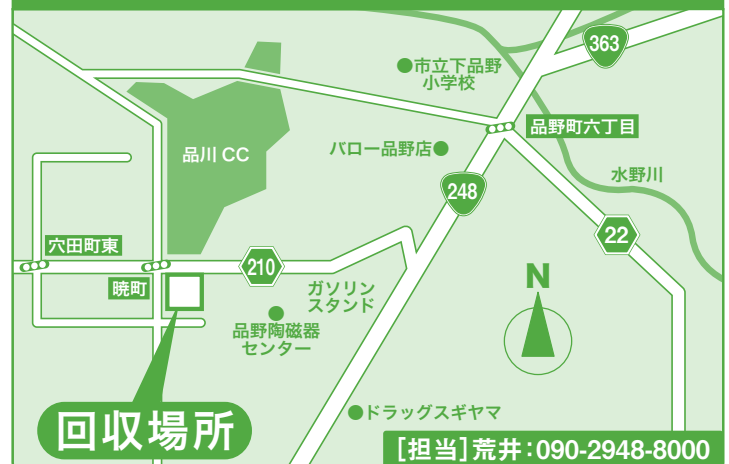 363
市立下品野
小学校
品野町六丁目
バロー品野店
品川 CC
水野川
248
22
穴田町東
210
暁町
ガソリン
スタンド
N
品野陶磁器
センター
ドラッグスギヤマ
回収場所
[担当]荒井:090-2948-8000